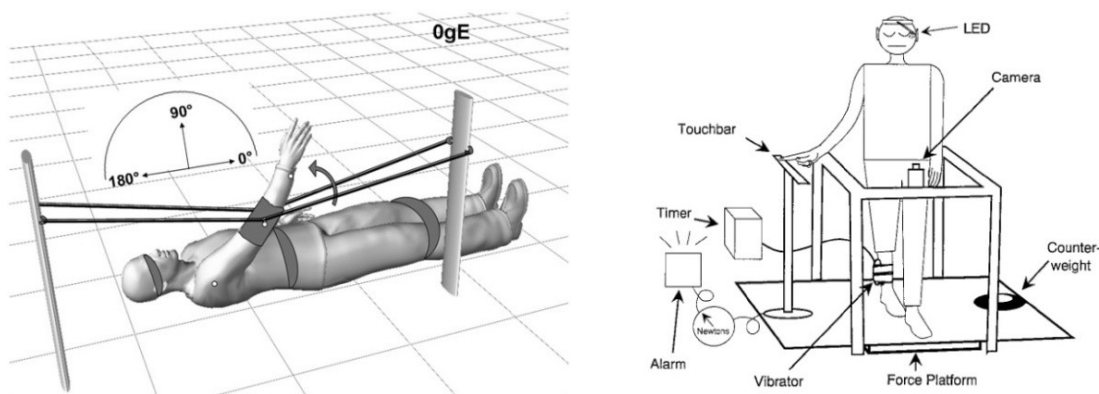 0gE
90°
0°
180°
LED
Camera
Touchbar
Timer
Counter-
weight
Newtons
Alarm
Vibrator
Force Platform